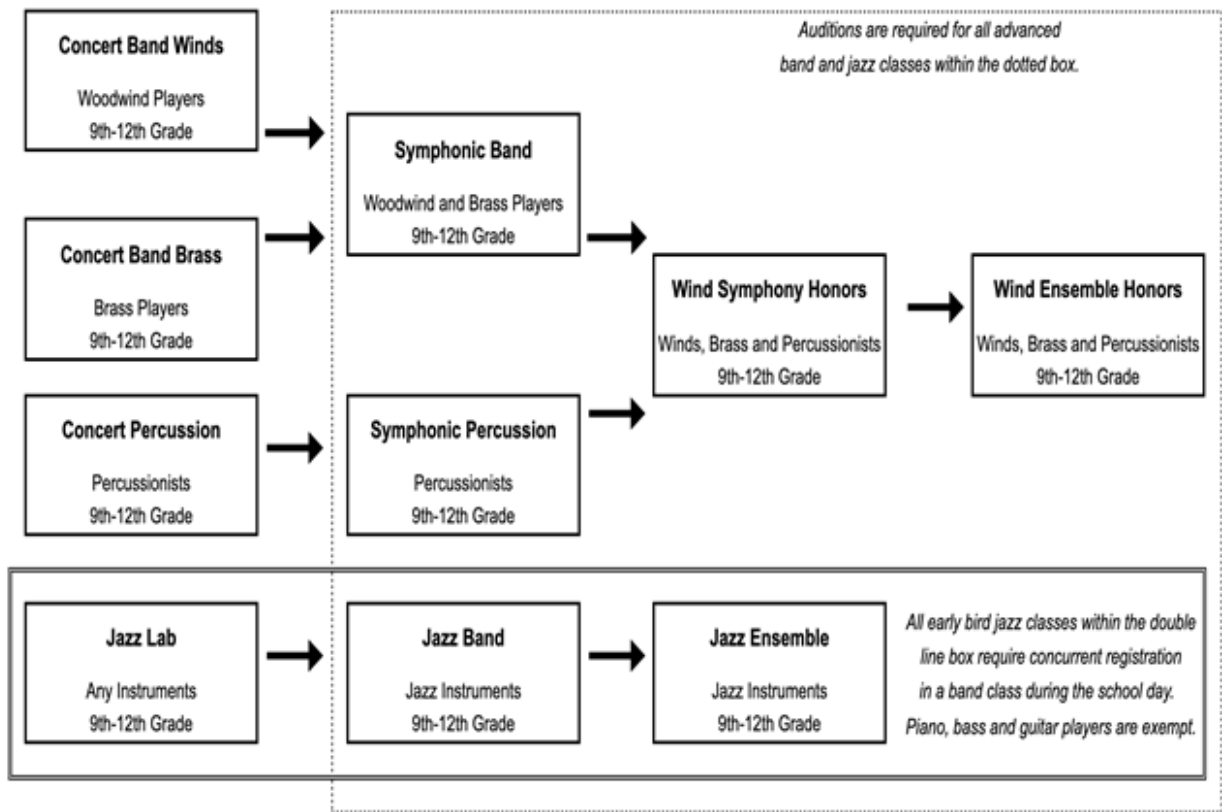 Concert Band Winds
Woodwind Players
9th-12th Grade
Auditions are required for all advanced
band and jazz classes within the dotted box.
Symphonic Band
Woodwind and Brass Players
9th-12th Grade
Concert Band Brass
Brass Players
9th-12th Grade
Wind Symphony Honors
Winds, Brass and Percussionists
9th-12th Grade
Wind Ensemble Honors
Winds, Brass and Percussionists
9th-12th Grade
Concert Percussion
Percussionists
9th-12th Grade
Symphonic Percussion
Percussionists
9th-12th Grade
Jazz Lab
Any Instruments
9th-12th Grade
Jazz Band
Jazz Instruments
9th-12th Grade
Jazz Ensemble
Jazz Instruments
9th-12th Grade
All early bird jazz classes within the double
line box require concurrent registration
in a band class during the school day.
Piano, bass and guitar players are exempt.